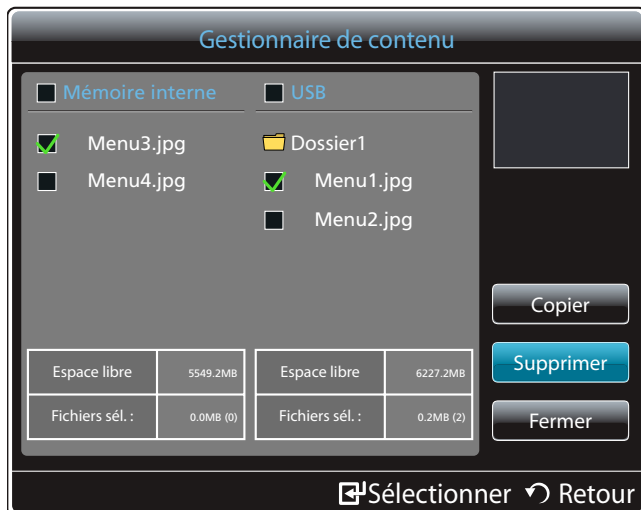 Gestionnaire de contenu
Mémoire interne
Menu3.jpg
Menu4.jpg
USB
Dossier1
Menu1.jpg
Menu2.jpg
Espace libre 5549.2MB
Fichiers sél. : 0.0MB (0)
Espace libre 6227.2MB
Fichiers sél. : 0.2MB (2)
Copier
Supprimer
Fermer
Sélectionner Retour